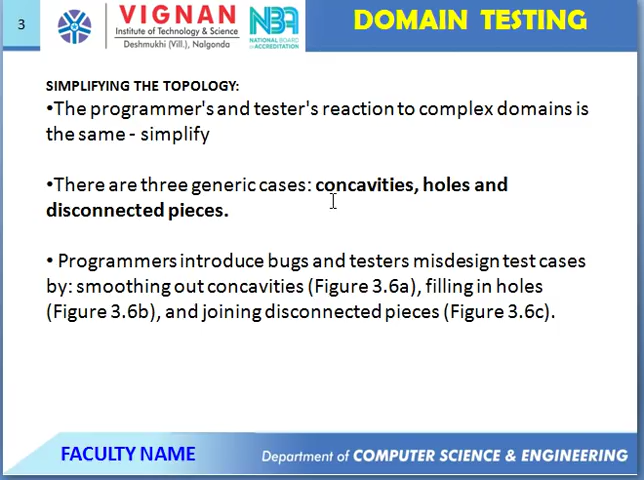 3
VIGNAN
Institute of Technology & Science
Deshmukhi (Vill.), Nalgonda
NBA
NATIONAL BOARD
of ACCREDITATION
DOMAIN TESTING
SIMPLIFYING THE TOPOLOGY:
•The programmer's and tester's reaction to complex domains is
the same - simplify
•There are three generic cases: concavities, holes and
disconnected pieces.
• Programmers introduce bugs and testers misdesign test cases
by: smoothing out concavities (Figure 3.6a), filling in holes
(Figure 3.6b), and joining disconnected pieces (Figure 3.6c).
FACULTY NAME
Department of COMPUTER SCIENCE & ENGINEERING